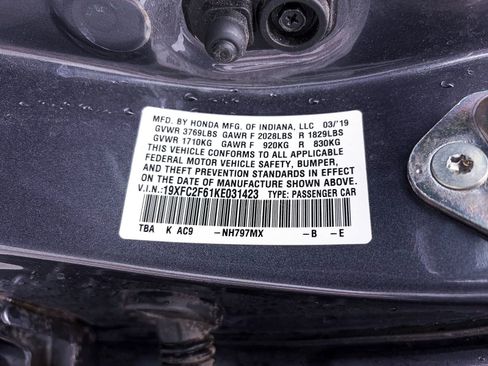 MFD. BY HONDA MFG. OF INDIANA, LLC 03/'19
GVWR 3769LBS GAWR F 2028LBS R 1829LBS
GVWR 1710KG GAWR F 920KG R 830KG
THIS VEHICLE CONFORMS TO ALL APPLICABLE
FEDERAL MOTOR VEHICLE SAFETY, BUMPER,
AND THEFT PREVENTION STANDARDS IN EFFECT
ON THE DATE OF MANUFACTURE SHOWN ABOVE.
V.I.N.:19XFC2F61KE031423 TYPE: PASSENGER CAR
TBA K AC9 -NH797MX -B -E